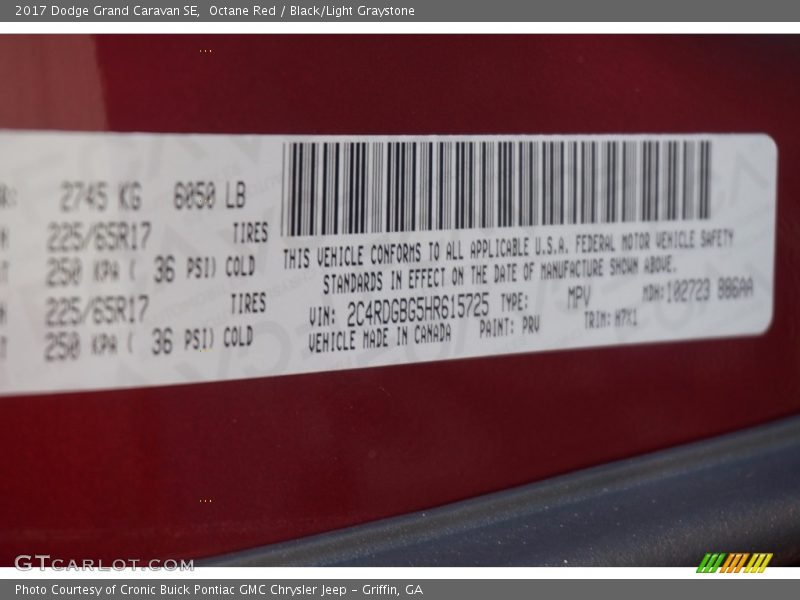 2017 Dodge Grand Caravan SE,  Octane Red / Black/Light Graystone
2745 KG 6050 LB
225/65R17 TIRES
250 KPA ( 36 PSI) COLD
225/65R17 TIRES
250 KPA ( 36 PSI) COLD
THIS VEHICLE CONFORMS TO ALL APPLICABLE U.S.A. FEDERAL MOTOR VEHICLE SAFETY
STANDARDS IN EFFECT ON THE DATE OF MANUFACTURE SHOWN ABOVE.
VIN: 2C4RDGBG5HR615725 TYPE: MPV MDH:102723
VEHICLE MADE IN CANADA PAINT: PRV TRIM: H7X1
GTCARLOT.COM
Photo Courtesy of Cronic Buick Pontiac GMC Chrysler Jeep - Griffin, GA